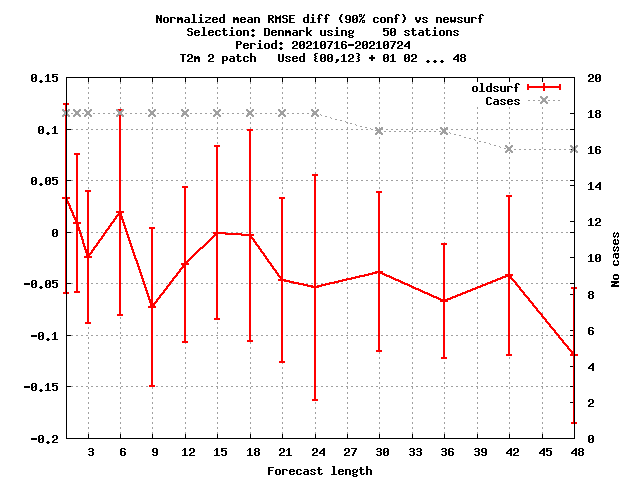 Normalized mean RMSE diff (90% conf) vs newsurf
Selection: Denmark using    50 stations
Period: 20210716-20210724
T2m 2 patch   Used {00,12} + 01 02 ... 48
0.15
0.1
0.05
0
-0.05
-0.1
-0.15
-0.2
oldsurf
Cases
20
18
16
14
12
10
8
6
4
2
0
No cases
3 6 9 12 15 18 21 24 27 30 33 36 39 42 45 48
Forecast length